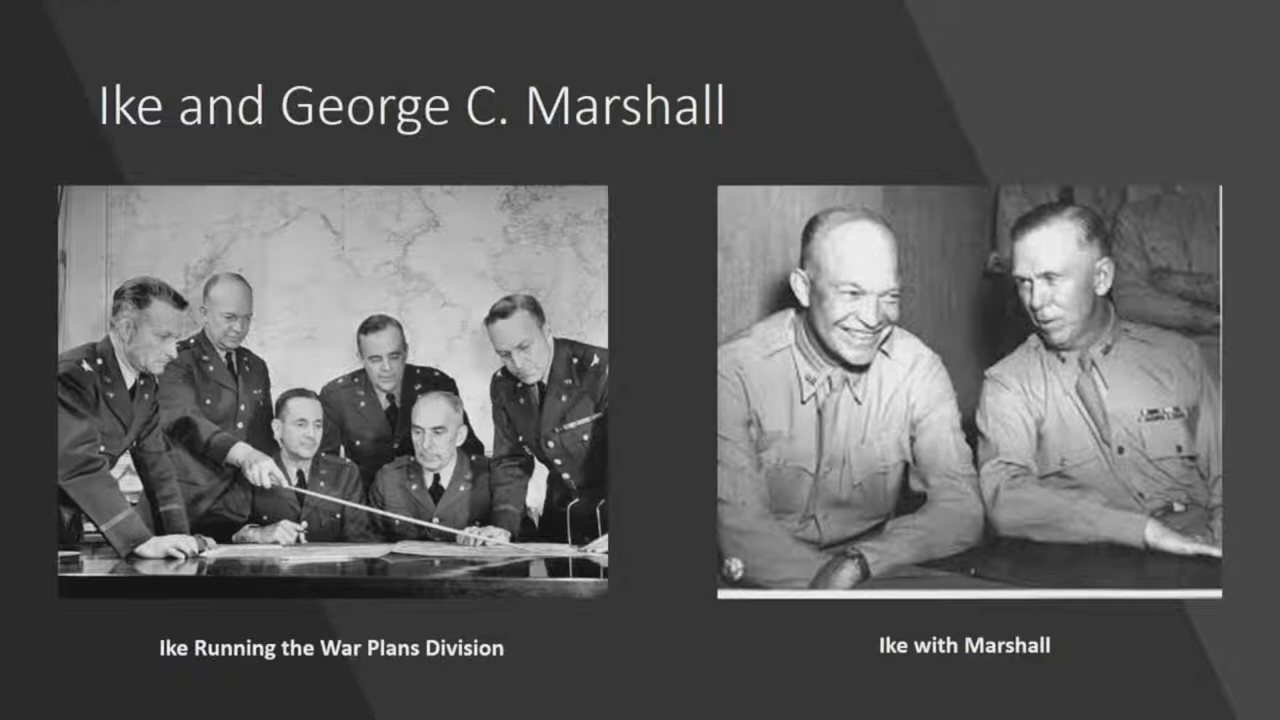 Ike and George C. Marshall
Ike Running the War Plans Division
Ike with Marshall